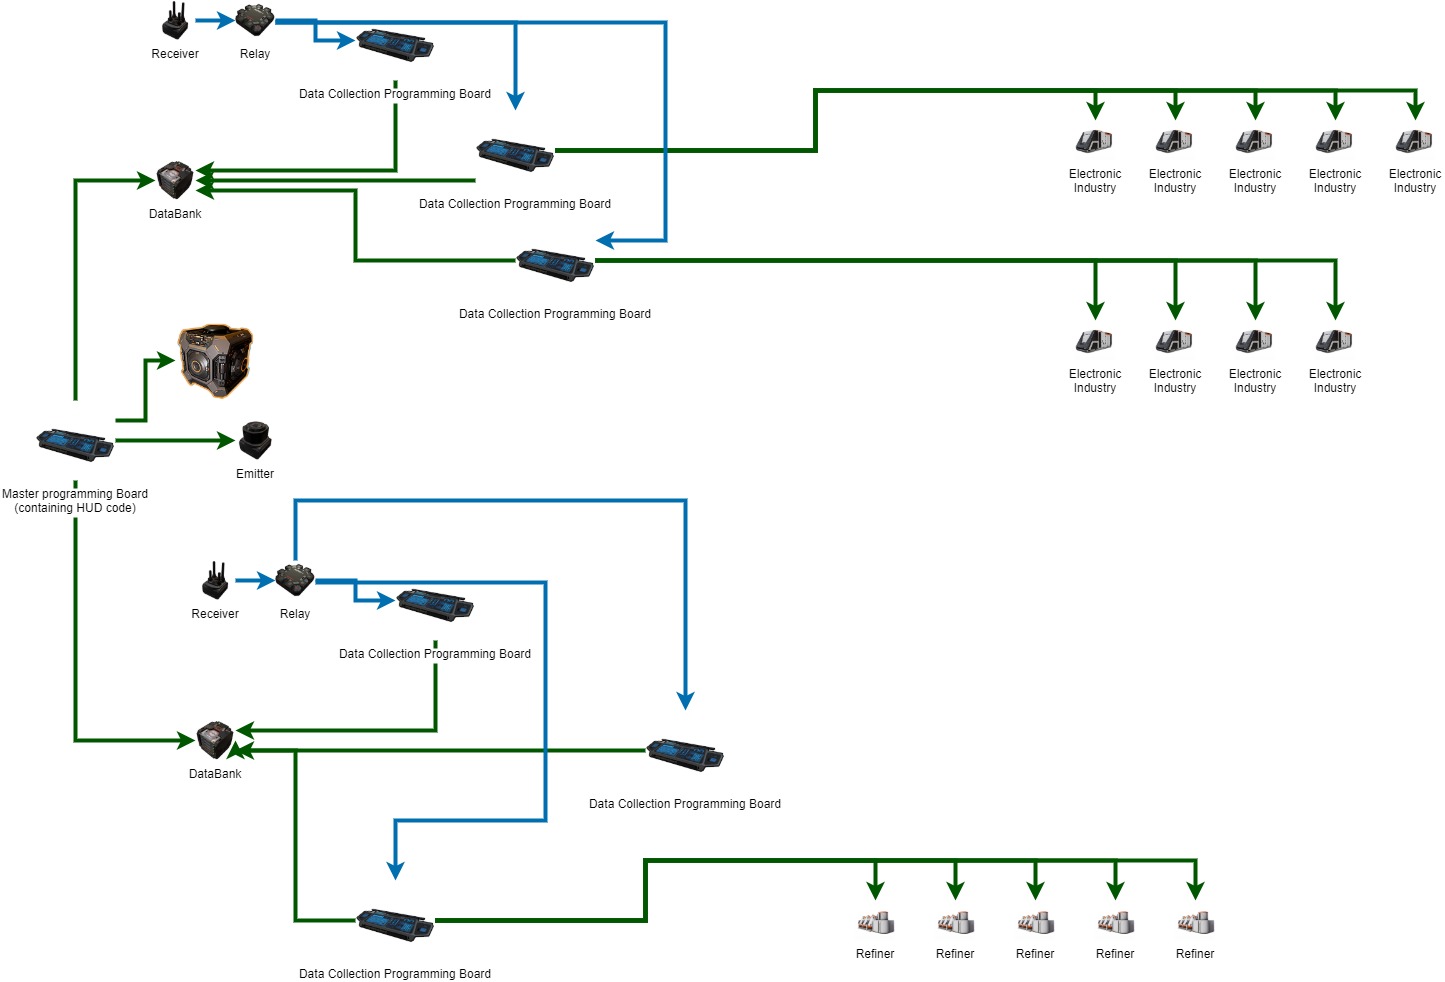 Receiver
Relay
Data Collection Programming Board
Electronic
Industry
Electronic
Industry
Electronic
Industry
Electronic
Industry
Electronic
Industry
Data Collection Programming Board
DataBank
Data Collection Programming Board
Electronic
Industry
Electronic
Industry
Electronic
Industry
Electronic
Industry
Emitter
Master programming Board
(containing HUD code)
Receiver
Relay
Data Collection Programming Board
DataBank
Data Collection Programming Board
Refiner
Refiner
Refiner
Refiner
Refiner
Data Collection Programming Board